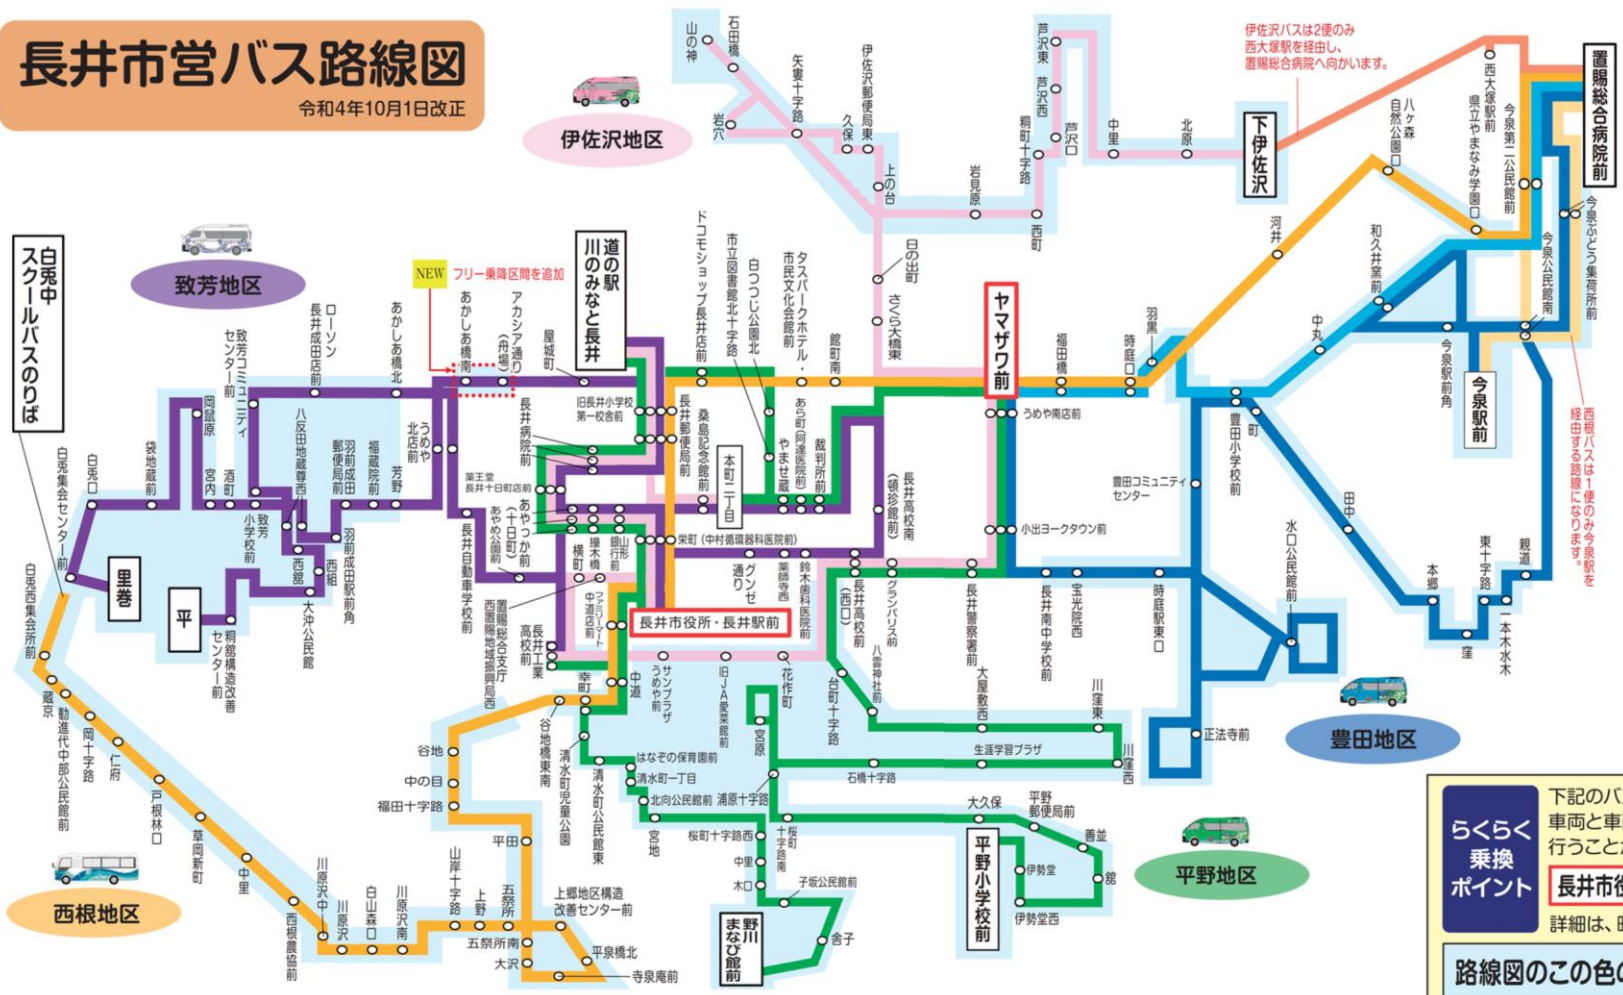 長井市営バス路線図
令和4年10月1日改正
伊佐沢地区
致芳地区
西根地区
豊田地区
平野地区
伊佐沢バスは2便のみ
西大塚駅を経由し、
置賜総合病院へ向かいます。
置賜総合病院前
下伊佐沢
山の神
石田橋
岩穴
矢婁十字路
久保
伊佐沢郵便局東
上の台
岩見原
西町
糀町十字路
芦沢東
芦沢西
芦沢口
中里
北原
日の出町
さくら大橋東
西大塚駅前
県立やまなみ学園口
八ヶ森
自然公園口
今泉第二公民館前
今泉ぶどう集荷所前
今泉公民館南
今泉駅前角
今泉駅前
和久井窯前
中丸
河井
羽黒
時庭口
福田橋
ヤマザワ前
うめや南店前
西根バスは1便のみ今泉駅を
経由する路線になります。
白兎中
スクールバスのりば
NEW
フリー乗降区間を追加
道の駅
川のみなと長井
あかしあ橋南
アカシア通り
(舟場)
屋城町
あかしあ橋北
ローソン
長井成田店前
致芳コミュニティ
センター前
岡鼠原
宮内
酒町
致芳
小学校前
八反田地蔵尊西
西舘
西組
大沖公民館
羽前成田駅前角
羽前成田
郵便局前
福蔵院前
芳野
うめや
北店前
袋地蔵前
白兎口
白兎集会センター前
里巻
平
糀舘構造改善
センター前
長井自動車学校前
あやめ公園前
長井病院前
旧長井小学校
第一校舎前
薬王堂
長井十日町店前
あやっか前
(十日町)
撞木橋
山形
銀行前
横町
ドコモショップ長井店前
長井郵便局前
桑島記念館前
本町二丁目
市立図書館北十字路
白つつじ公園北
タスパークホテル・
市民文化会館前
館町南
やませ蔵
あら町(阿達医院前)
裁判所前
長井高校南
(頓珍館前)
栄町(中村循環器科医院前)
グンゼ
通り
薬師寺西
鈴木歯科医院前
長井高校前
(西口)
グランパリス前
長井警察署前
小出ヨークタウン前
長井南中学校前
宝光院西
時庭駅東口
豊田コミュニティ
センター
豊田小学校前
町
田中
本郷
窪
東十字路
一本木水木
親道
水口公民館前
正法寺前
長井市役所・長井駅前
ファミリーマート
中道店前
置賜総合支庁
西置賜地域振興局西
長井工業
高校前
幸町
中道
サンプラザ
うめや前
旧JA愛菜館前
花作町
台町十字路
八雲神社前
大屋敷西
川窪東
川窪西
生涯学習プラザ
石橋十字路
宮原
浦原十字路
谷地橋東南
清水町児童公園
清水町公民館東
はなぞの保育園前
清水町一丁目
北向公民館前
宮地
桜町十字路西
桜町
十字路南
中里
木口
子坂公民館前
舎子
野川
まなび館前
大久保
平野
郵便局前
善並
舘
伊勢堂
伊勢堂西
平野小学校前
白兎西集会所前
蔵京
勧進代中部公民館前
岡十字路
仁府
戸根林口
草岡新町
中里
西根農協前
川原沢中
川原沢
白山森口
川原沢南
山岸十字路
上野
五祭所
五祭所南
大沢
上郷地区構造
改善センター前
平泉橋北
寺泉庵前
平田
福田十字路
中の目
谷地
らくらく
乗換
ポイント
下記のバ
車両と車
行うことが
長井市役
詳細は、
路線図のこの色の